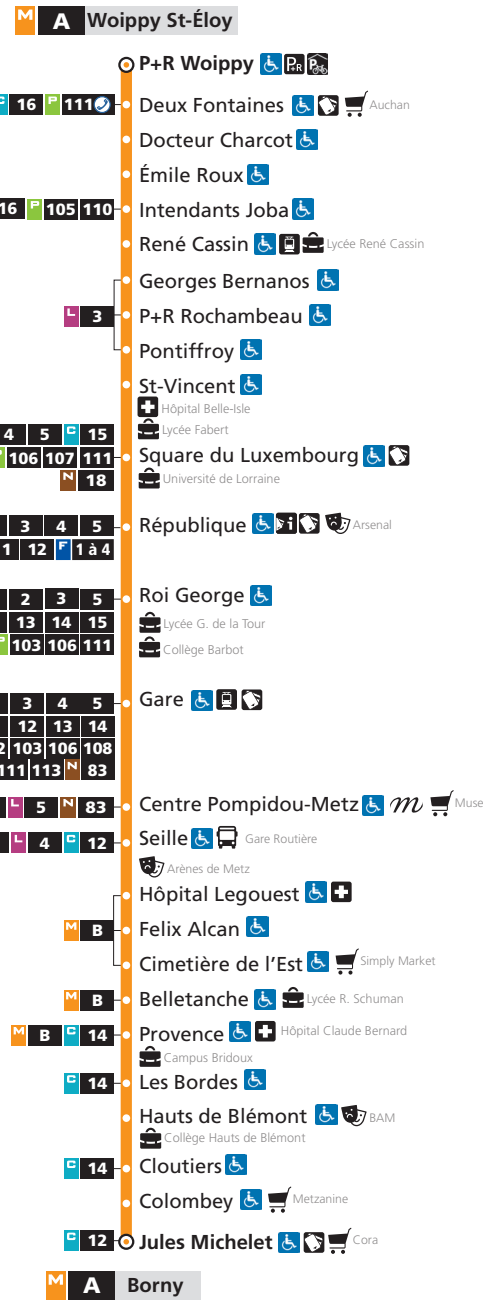 M A Woippy St-Éloy
P+R Woippy P+R P+R
C 16 P 111 Deux Fontaines Auchan
Docteur Charcot
Émile Roux
16 P 105 110 Intendants Joba
René Cassin Lycée René Cassin
Georges Bernanos
L 3 P+R Rochambeau
Pontiffroy
St-Vincent
Hôpital Belle-Isle
4 5 C 15 Lycée Fabert
P 106 107 111 Square du Luxembourg
N 18 Université de Lorraine
3 4 5 République i Arsenal
1 12 F 1 à 4
2 3 5 Roi George
13 14 15 Lycée G. de la Tour
P 103 106 111 Collège Barbot
3 4 5 Gare
12 13 14
2 103 106 108
111 113 N 83
L 5 N 83 Centre Pompidou-Metz m Muse
L 4 C 12 Seille Gare Routière
Arènes de Metz
Hôpital Legouest
M B Felix Alcan
Cimetière de l'Est Simply Market
M B Belletanche Lycée R. Schuman
M B C 14 Provence Hôpital Claude Bernard
Campus Bridoux
C 14 Les Bordes
Hauts de Blémont BAM
Collège Hauts de Blémont
C 14 Cloutiers
Colombey Metzanine
C 12 Jules Michelet Cora
M A Borny